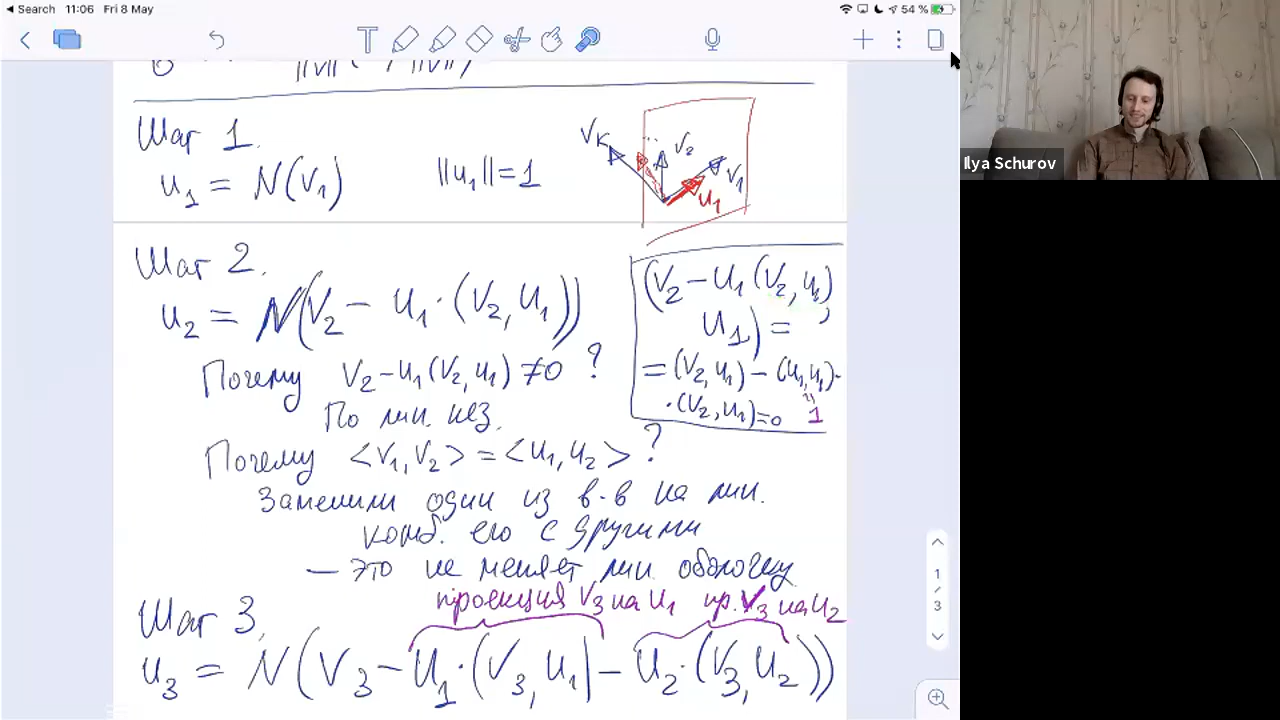 Search 11:06 Fri 8 May 54 %
Ilya Schurov
Шаг 1.
u₁ = N(v₁) ||u₁||=1
vₖ ... v₂ v₁ u₁
Шаг 2.
u₂ = N(v₂ − u₁·(v₂, u₁))
(v₂ − u₁(v₂, u₁),
u₁) =
= (v₂, u₁) − (u₁, u₁)·
·(v₂, u₁)=0 1
Почему v₂ − u₁(v₂, u₁) ≠ 0 ?
По лин. нез.
Почему <v₁, v₂> = <u₁, u₂> ?
Заменили один из в-в на лин.
комб. его с другими
— это не меняет лин. оболочку.
проекция v₃ на u₁ пр. v₃ на u₂
Шаг 3.
u₃ = N(v₃ − u₁·(v₃, u₁) − u₂·(v₃, u₂))
1 / 3